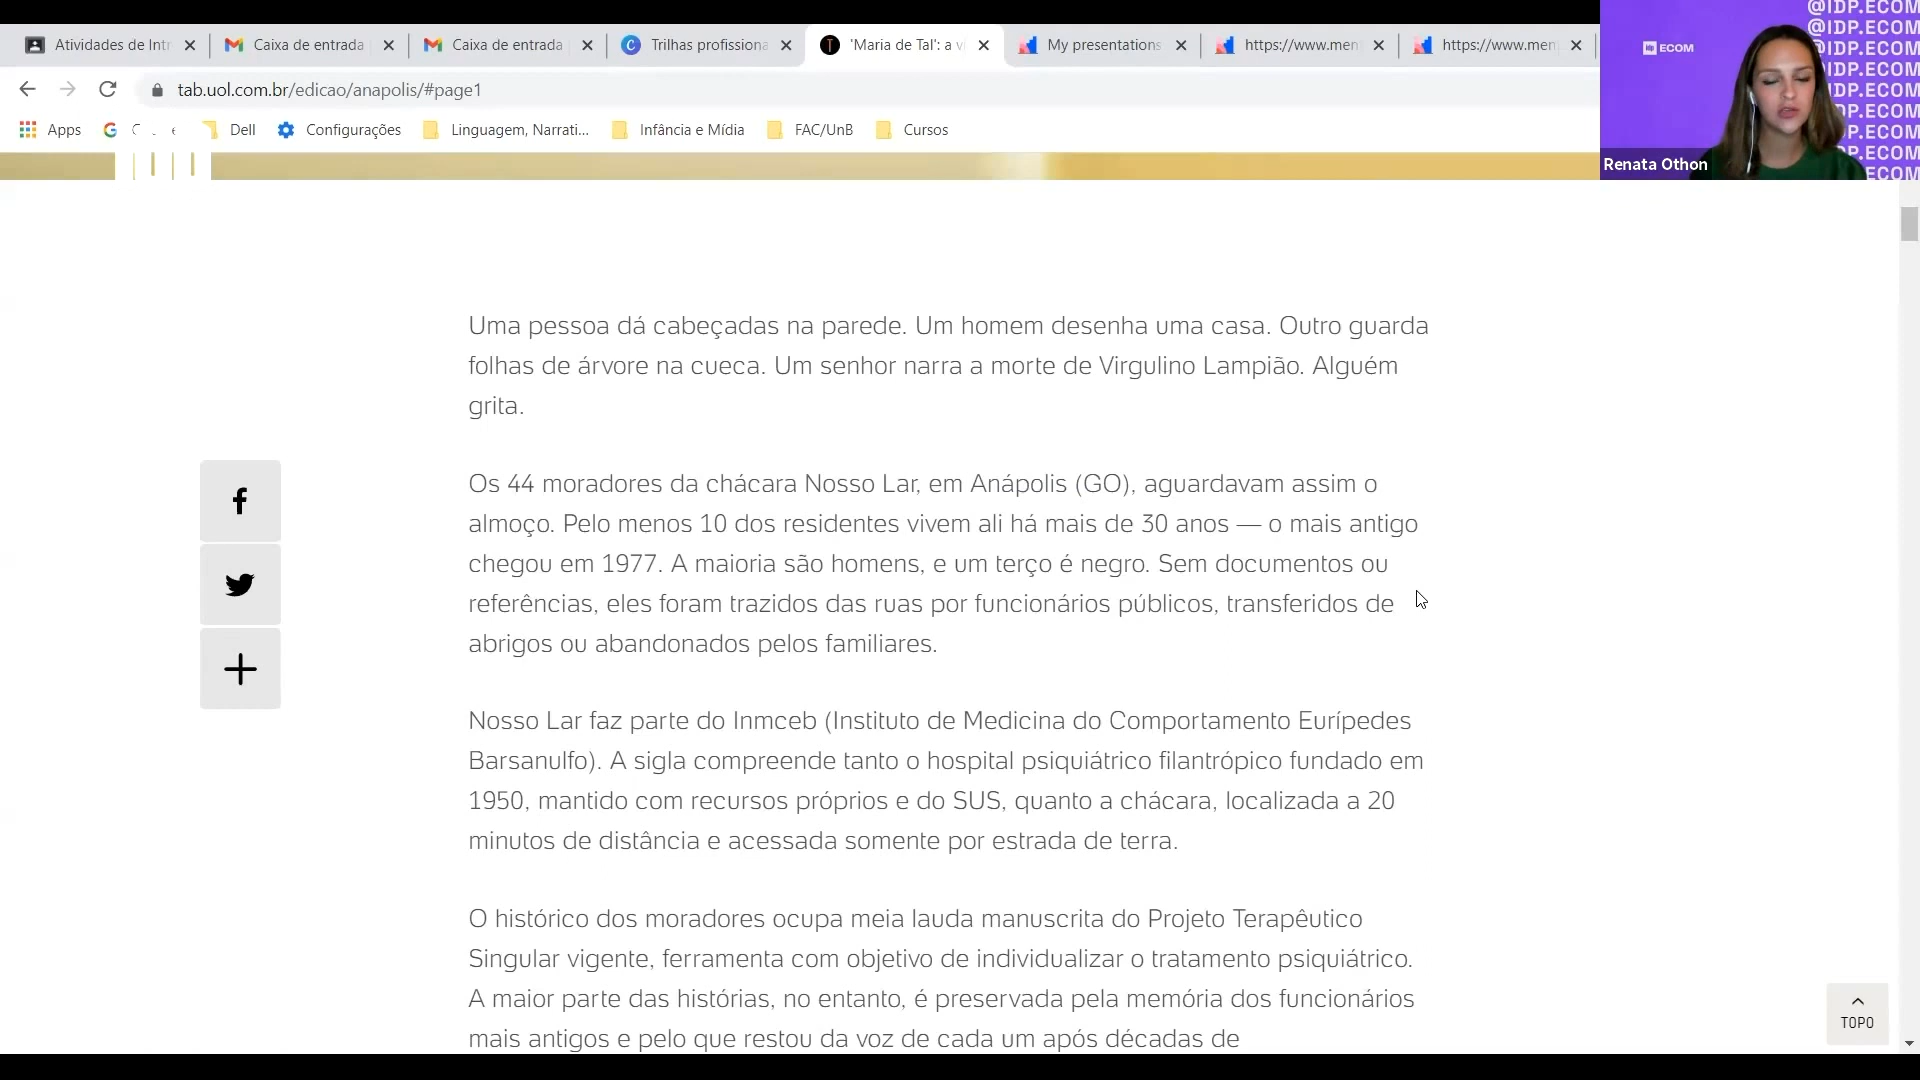 Atividades de Intr
Caixa de entrada
Caixa de entrada
Trilhas profissiona
'Maria de Tal': a v
My presentations
https://www.men
https://www.men
tab.uol.com.br/edicao/anapolis/#page1
Apps
Dell
Configurações
Linguagem, Narrati...
Infância e Mídia
FAC/UnB
Cursos
@IDP.ECOM
@IDP.ECOM
ECOM
Renata Othon
Uma pessoa dá cabeçadas na parede. Um homem desenha uma casa. Outro guarda
folhas de árvore na cueca. Um senhor narra a morte de Virgulino Lampião. Alguém
grita.
Os 44 moradores da chácara Nosso Lar, em Anápolis (GO), aguardavam assim o
almoço. Pelo menos 10 dos residentes vivem ali há mais de 30 anos — o mais antigo
chegou em 1977. A maioria são homens, e um terço é negro. Sem documentos ou
referências, eles foram trazidos das ruas por funcionários públicos, transferidos de
abrigos ou abandonados pelos familiares.
Nosso Lar faz parte do Inmceb (Instituto de Medicina do Comportamento Eurípedes
Barsanulfo). A sigla compreende tanto o hospital psiquiátrico filantrópico fundado em
1950, mantido com recursos próprios e do SUS, quanto a chácara, localizada a 20
minutos de distância e acessada somente por estrada de terra.
O histórico dos moradores ocupa meia lauda manuscrita do Projeto Terapêutico
Singular vigente, ferramenta com objetivo de individualizar o tratamento psiquiátrico.
A maior parte das histórias, no entanto, é preservada pela memória dos funcionários
mais antigos e pelo que restou da voz de cada um após décadas de
TOPO